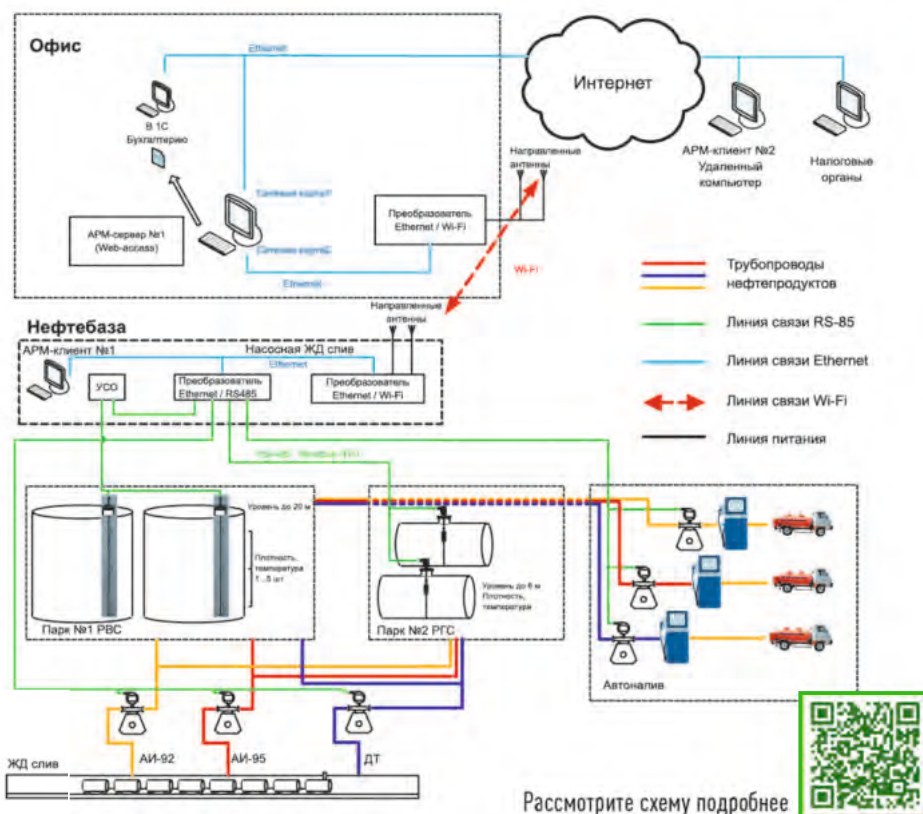 Офис
Ethernet
Интернет
В 1С
Бухгалтерию
АРМ-сервер №1
(Web-access)
Ethernet
Преобразователь
Ethernet / Wi-Fi
Направленные
антенны
АРМ-клиент №2
Удаленный
компьютер
Налоговые
органы
Wi-Fi
Трубопроводы
нефтепродуктов
Линия связи RS-85
Линия связи Ethernet
Линия связи Wi-Fi
Линия питания
Направленные
антенны
Нефтебаза
АРМ-клиент №1
Насосная ЖД слив
Ethernet
УСО
Преобразователь
Ethernet / RS485
Преобразователь
Ethernet / Wi-Fi
Уровень до 20 м
Плотность,
температура
1...5 шт
Парк №1 РВС
Уровень до 6 м
Плотность,
температура
Парк №2 РГС
Автоналив
АИ-92
АИ-95
ДТ
ЖД слив
Рассмотрите схему подробнее